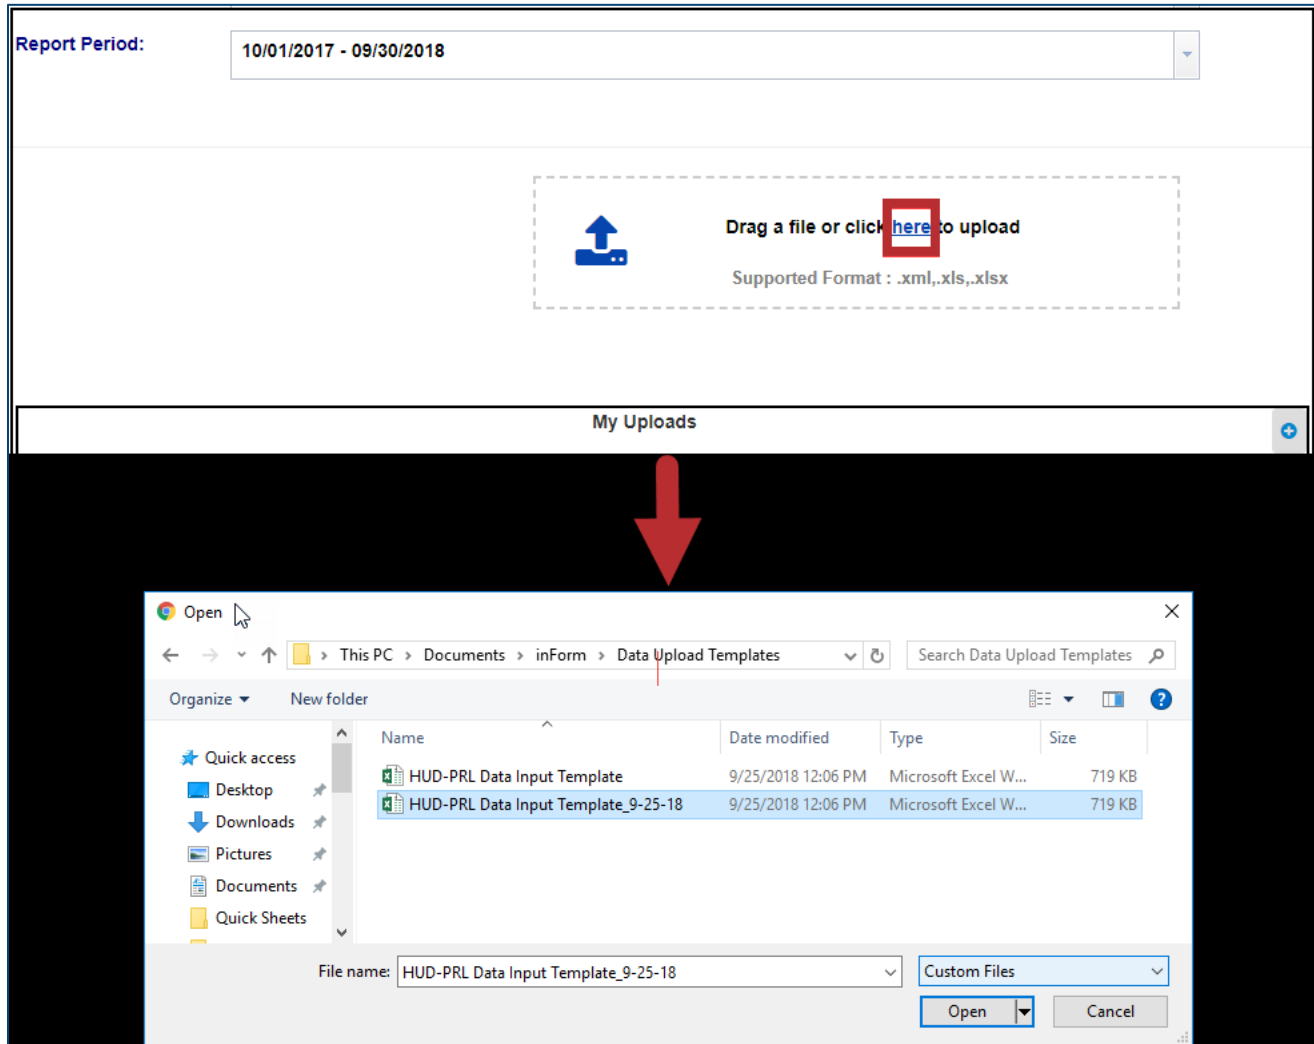 Report Period:
10/01/2017 - 09/30/2018
Drag a file or click here to upload
Supported Format : .xml,.xls,.xlsx
My Uploads
Open
This PC > Documents > inForm > Data Upload Templates
Search Data Upload Templates
Organize
New folder
Name Date modified Type Size
Quick access
Desktop
Downloads
Pictures
Documents
Quick Sheets
HUD-PRL Data Input Template 9/25/2018 12:06 PM Microsoft Excel W... 719 KB
HUD-PRL Data Input Template_9-25-18 9/25/2018 12:06 PM Microsoft Excel W... 719 KB
File name: HUD-PRL Data Input Template_9-25-18
Custom Files
Open Cancel